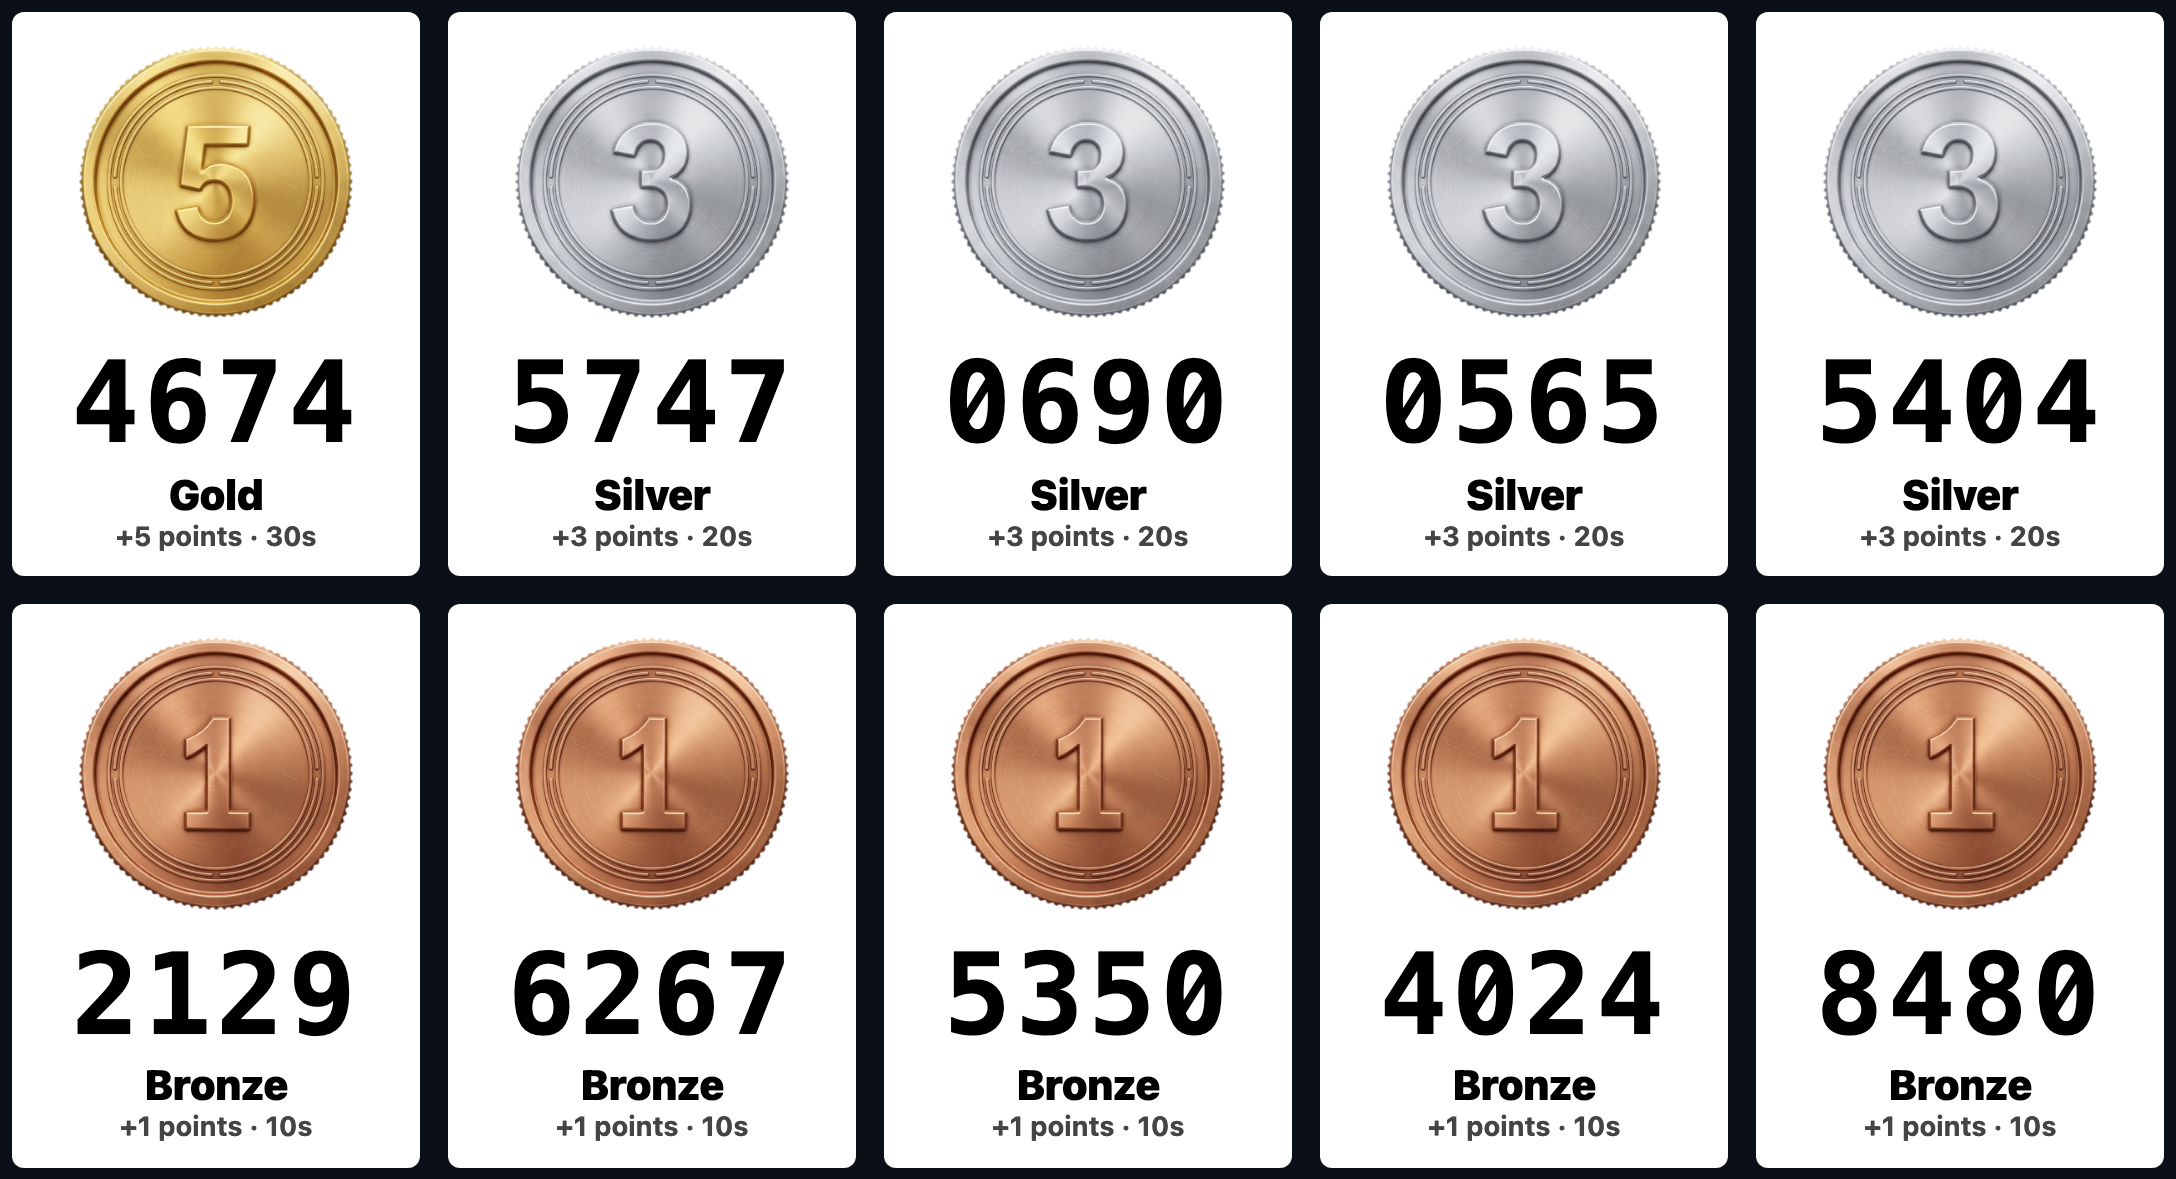 5
4674
Gold
+5 points · 30s
3
5747
Silver
+3 points · 20s
3
0690
Silver
+3 points · 20s
3
0565
Silver
+3 points · 20s
3
5404
Silver
+3 points · 20s
1
2129
Bronze
+1 points · 10s
1
6267
Bronze
+1 points · 10s
1
5350
Bronze
+1 points · 10s
1
4024
Bronze
+1 points · 10s
1
8480
Bronze
+1 points · 10s